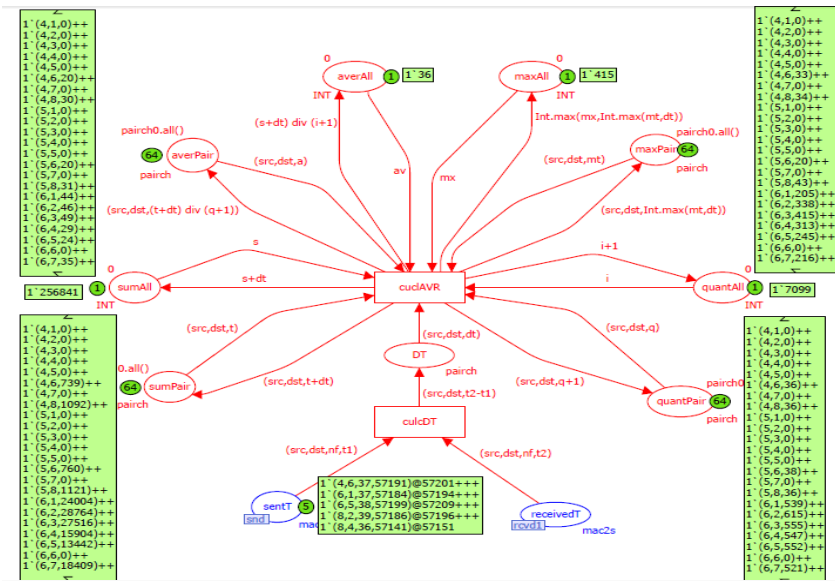 1`(4,1,0)++
1`(4,2,0)++
1`(4,3,0)++
1`(4,4,0)++
1`(4,5,0)++
1`(4,6,20)++
1`(4,7,0)++
1`(4,8,30)++
1`(5,1,0)++
1`(5,2,0)++
1`(5,3,0)++
1`(5,4,0)++
1`(5,5,0)++
1`(5,6,20)++
1`(5,7,0)++
1`(5,8,31)++
1`(6,1,44)++
1`(6,2,46)++
1`(6,3,49)++
1`(6,4,29)++
1`(6,5,24)++
1`(6,6,0)++
1`(6,7,35)++
0
averAll
1
1`36
INT
0
maxAll
1
1`415
INT
1`(4,1,0)++
1`(4,2,0)++
1`(4,3,0)++
1`(4,4,0)++
1`(4,5,0)++
1`(4,6,33)++
1`(4,7,0)++
1`(4,8,34)++
1`(5,1,0)++
1`(5,2,0)++
1`(5,3,0)++
1`(5,4,0)++
1`(5,5,0)++
1`(5,6,20)++
1`(5,7,0)++
1`(5,8,43)++
1`(6,1,205)++
1`(6,2,338)++
1`(6,3,415)++
1`(6,4,313)++
1`(6,5,245)++
1`(6,6,0)++
1`(6,7,216)++
pairch0.all()
64
averPair
pairch
(s+dt) div (i+1)
Int.max(mx,Int.max(mt,dt))
pairch0.all()
maxPair
64
pairch
(src,dst,a)
av
mx
(src,dst,mt)
(src,dst,(t+dt) div (q+1))
(src,dst,Int.max(mt,dt))
0
1`256841
1
sumAll
INT
s
s+dt
cuclAVR
i+1
i
0
quantAll
1
1`7099
INT
1`(4,1,0)++
1`(4,2,0)++
1`(4,3,0)++
1`(4,4,0)++
1`(4,5,0)++
1`(4,6,739)++
1`(4,7,0)++
1`(4,8,1092)++
1`(5,1,0)++
1`(5,2,0)++
1`(5,3,0)++
1`(5,4,0)++
1`(5,5,0)++
1`(5,6,760)++
1`(5,7,0)++
1`(5,8,1121)++
1`(6,1,24004)++
1`(6,2,28764)++
1`(6,3,27516)++
1`(6,4,15904)++
1`(6,5,13442)++
1`(6,6,0)++
1`(6,7,18409)++
0.all()
64
sumPair
pairch
(src,dst,t)
(src,dst,t+dt)
(src,dst,dt)
DT
pairch
(src,dst,t2-t1)
culcDT
(src,dst,q)
(src,dst,q+1)
pairch0
quantPair
64
pairch
1`(4,1,0)++
1`(4,2,0)++
1`(4,3,0)++
1`(4,4,0)++
1`(4,5,0)++
1`(4,6,36)++
1`(4,7,0)++
1`(4,8,36)++
1`(5,1,0)++
1`(5,2,0)++
1`(5,3,0)++
1`(5,4,0)++
1`(5,5,0)++
1`(5,6,38)++
1`(5,7,0)++
1`(5,8,36)++
1`(6,1,539)++
1`(6,2,615)++
1`(6,3,555)++
1`(6,4,547)++
1`(6,5,552)++
1`(6,6,0)++
1`(6,7,521)++
(src,dst,nf,t1)
(src,dst,nf,t2)
sentT
5
snd
mac
1`(4,6,37,57191)@57201+++
1`(6,1,37,57184)@57194+++
1`(6,5,38,57199)@57209+++
1`(8,2,39,57186)@57196+++
1`(8,4,36,57141)@57151
receivedT
rcvd1
mac2s